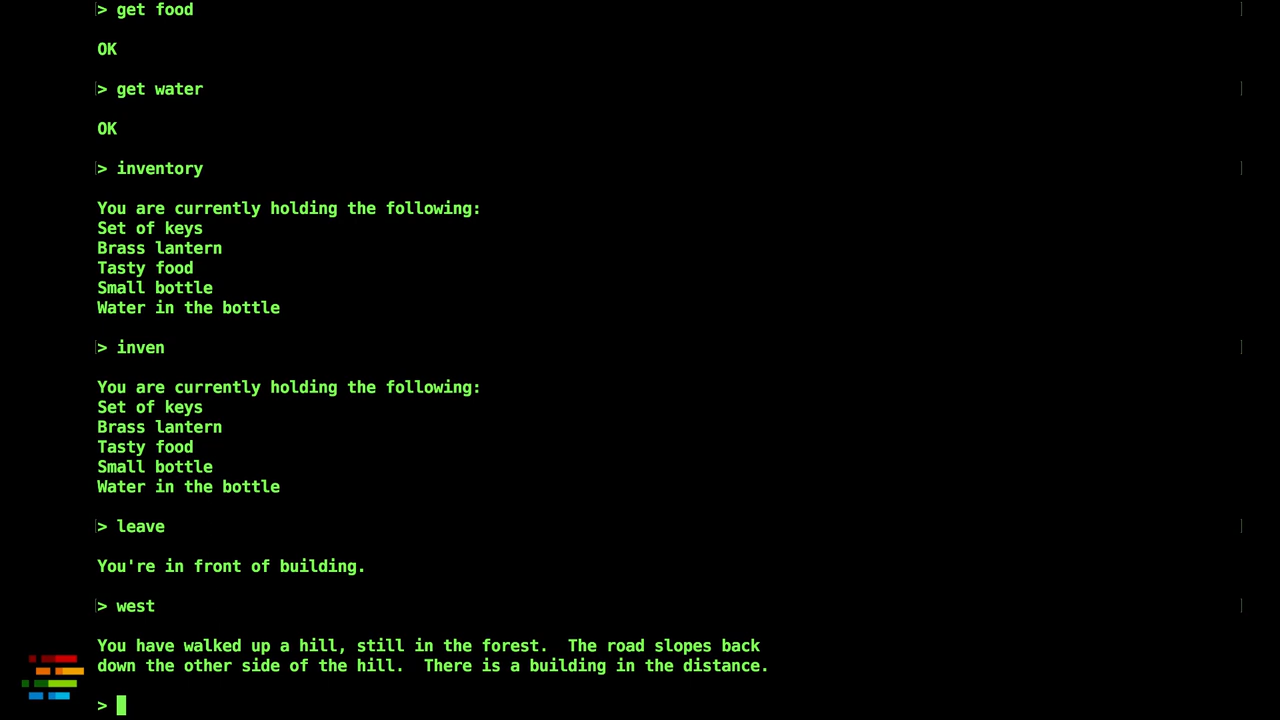 > get food
OK
> get water
OK
> inventory
You are currently holding the following:
Set of keys
Brass lantern
Tasty food
Small bottle
Water in the bottle
> inven
You are currently holding the following:
Set of keys
Brass lantern
Tasty food
Small bottle
Water in the bottle
> leave
You're in front of building.
> west
You have walked up a hill, still in the forest.  The road slopes back
down the other side of the hill.  There is a building in the distance.
>